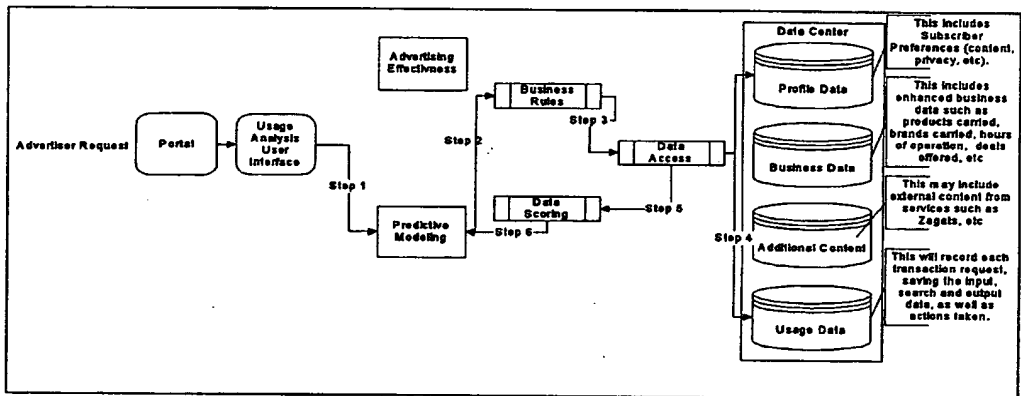 Advertiser Request
Portal
Usage
Analysis
User
Interface
Step 1
Advertising
Effectivness
Predictive
Modeling
Step 2
Business
Rules
Step 3
Data
Access
Step 5
Data
Scoring
Step 6
Step 4
Data Center
Profile Data
Business Data
Additional Content
Usage Data
This includes
Subscriber
Preferences (content,
privacy, etc).
This includes
enhanced business
data such as
products carried,
brands carried, hours
of operation, deals
offered, etc
This may include
external content from
services such as
Zagats, etc
This will record each
transaction request,
saving the input,
search and output
data, as well as
actions taken.